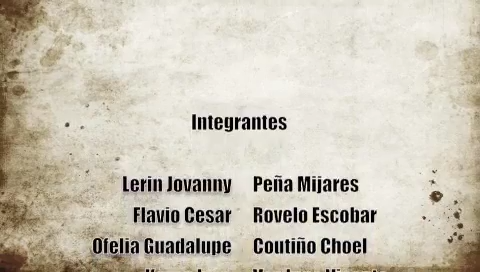 Integrantes
Lerin Jovanny Peña Mijares
Flavio Cesar Rovelo Escobar
Ofelia Guadalupe Coutiño Choel